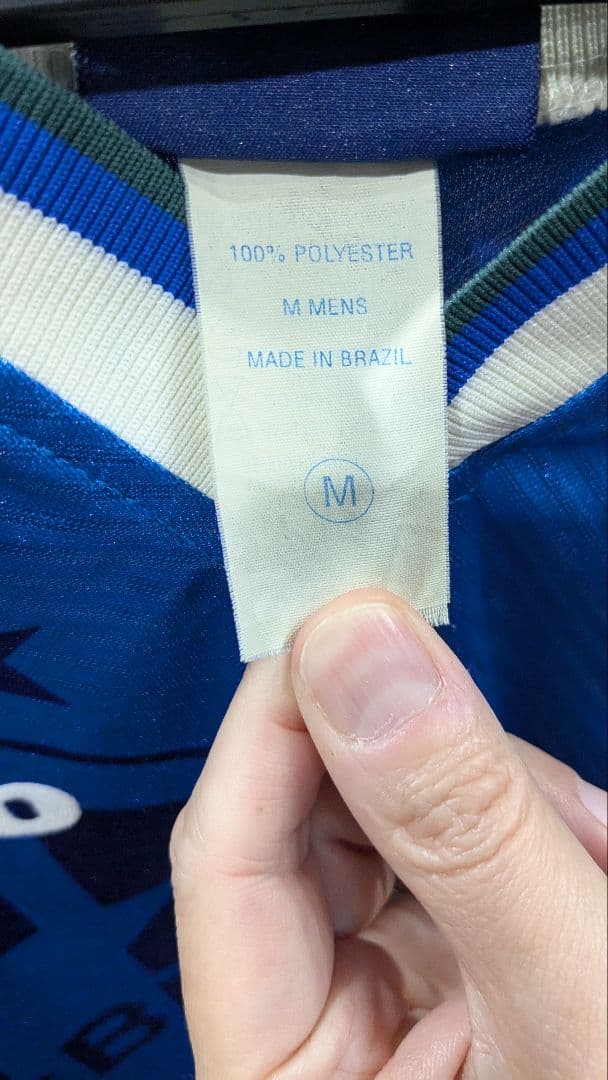 100% POLYESTER
M MENS
MADE IN BRAZIL
M